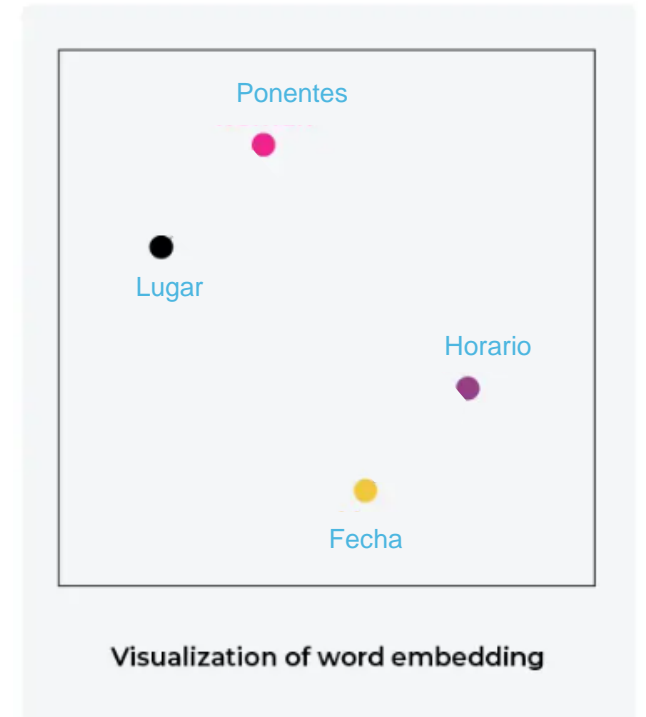 Ponentes
Lugar
Horario
Fecha
Visualization of word embedding